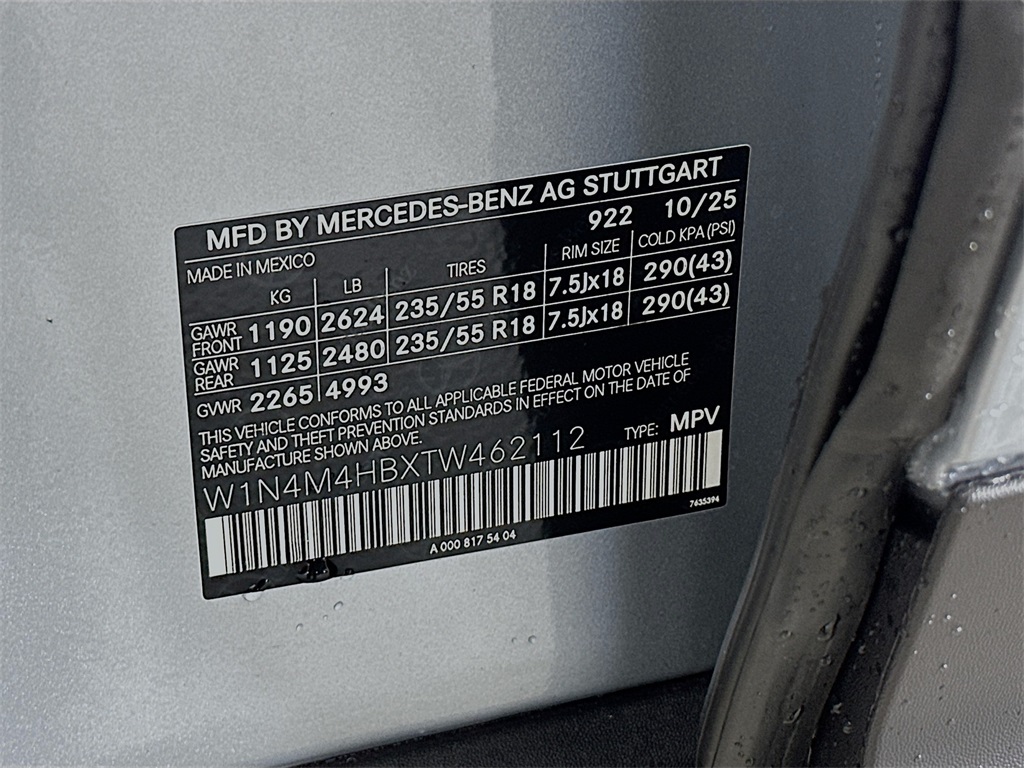 MFD BY MERCEDES-BENZ AG STUTTGART
922 10/25
MADE IN MEXICO
KG LB TIRES RIM SIZE COLD KPA (PSI)
GAWR FRONT 1190 2624 235/55 R18 7.5Jx18 290(43)
GAWR REAR 1125 2480 235/55 R18 7.5Jx18 290(43)
GVWR 2265 4993
THIS VEHICLE CONFORMS TO ALL APPLICABLE FEDERAL MOTOR VEHICLE
SAFETY AND THEFT PREVENTION STANDARDS IN EFFECT ON THE DATE OF
MANUFACTURE SHOWN ABOVE.
W1N4M4HBXTW462112 TYPE: MPV
A 000 817 54 04
7635394